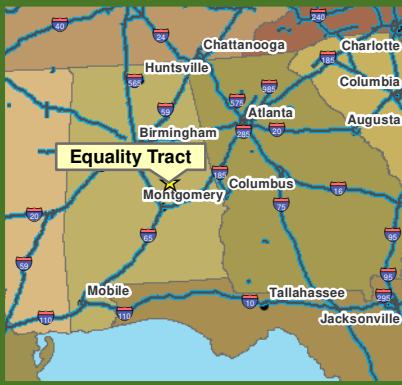 240
40
24
Chattanooga
Charlotte
185
Huntsville
565
Columbia
985
575
59
Atlanta
Augusta
20
Birmingham
285
Equality Tract
185
Columbus
Montgomery
16
75
20
65
95
59
95
Mobile
Tallahassee
295
10
110
110
Jacksonville